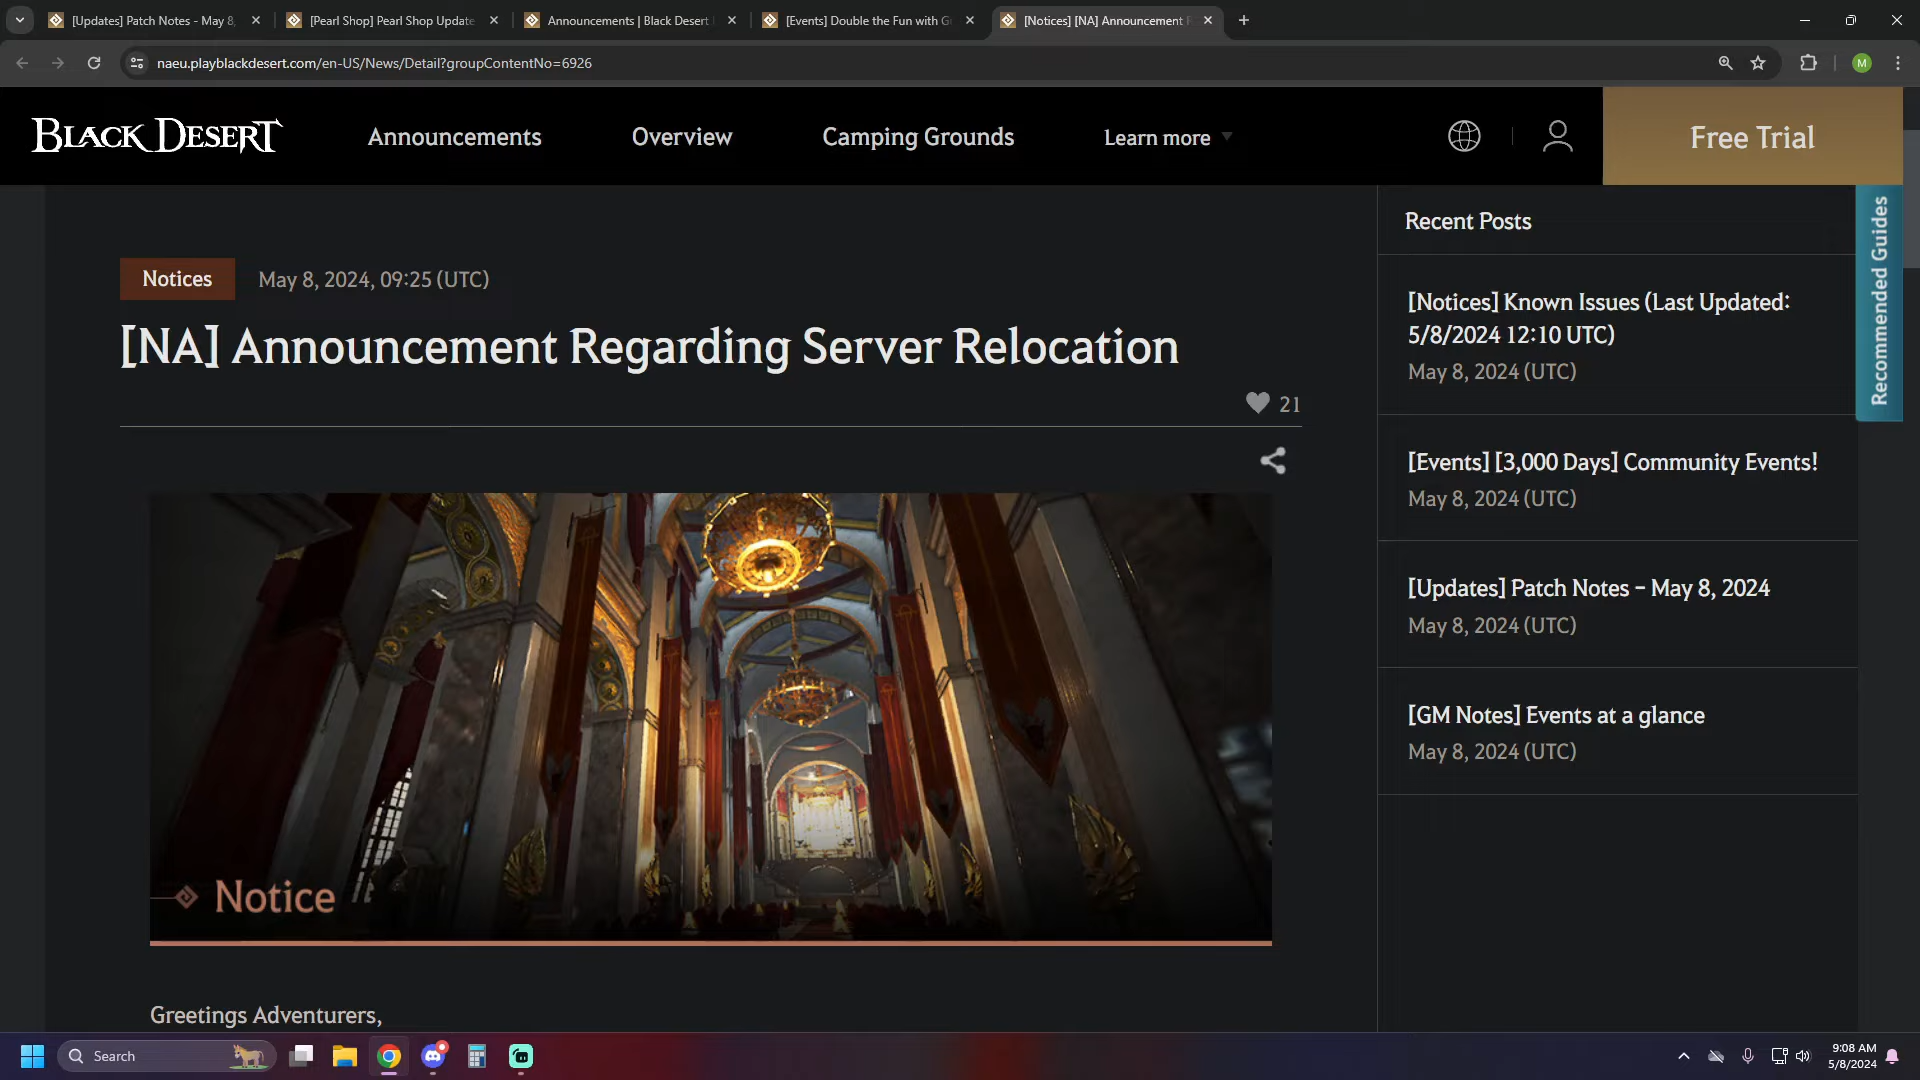 [Updates] Patch Notes - May 8,
[Pearl Shop] Pearl Shop Update
Announcements | Black Desert
[Events] Double the Fun with G
[Notices] [NA] Announcement R
naeu.playblackdesert.com/en-US/News/Detail?groupContentNo=6926
M
BLACK DESERT
Announcements
Overview
Camping Grounds
Learn more
Free Trial
Notices
May 8, 2024, 09:25 (UTC)
[NA] Announcement Regarding Server Relocation
21
Notice
Greetings Adventurers,
Recent Posts
[Notices] Known Issues (Last Updated:
5/8/2024 12:10 UTC)
May 8, 2024 (UTC)
[Events] [3,000 Days] Community Events!
May 8, 2024 (UTC)
[Updates] Patch Notes - May 8, 2024
May 8, 2024 (UTC)
[GM Notes] Events at a glance
May 8, 2024 (UTC)
Recommended Guides
Search
9:08 AM
5/8/2024